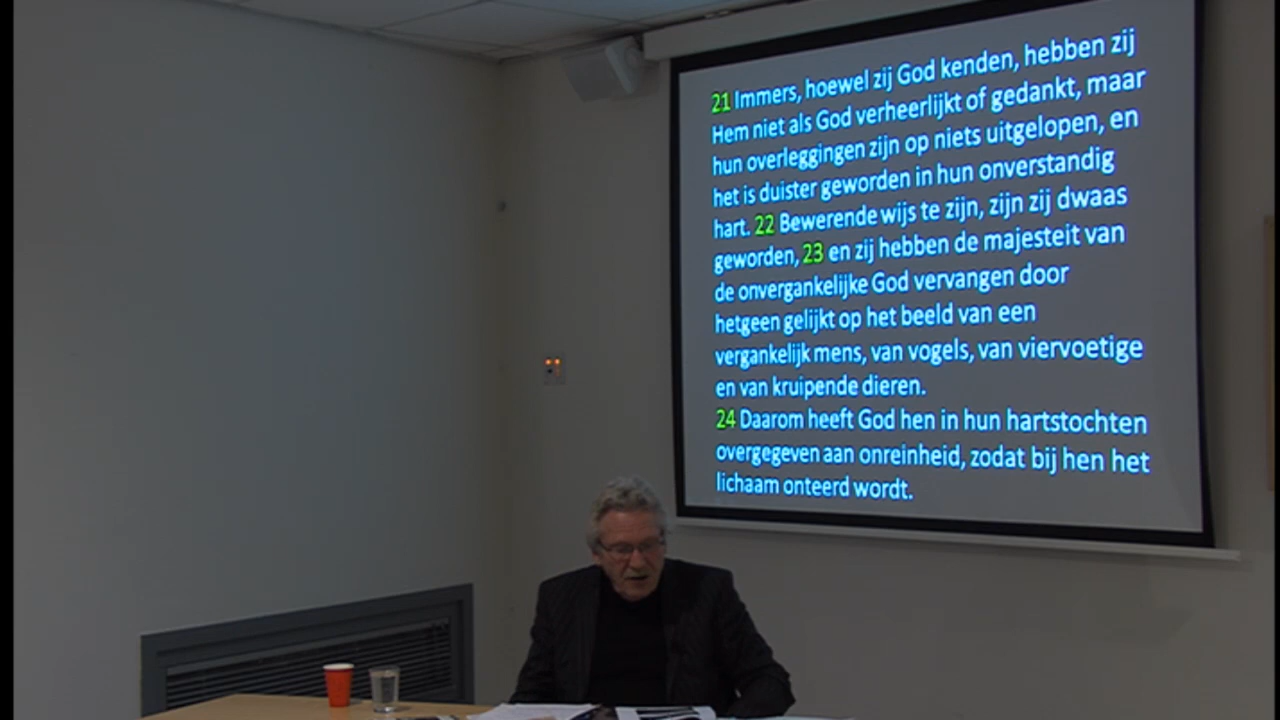 21 Immers, hoewel zij God kenden, hebben zij
Hem niet als God verheerlijkt of gedankt, maar
hun overleggingen zijn op niets uitgelopen, en
het is duister geworden in hun onverstandig
hart. 22 Bewerende wijs te zijn, zijn zij dwaas
geworden, 23 en zij hebben de majesteit van
de onvergankelijke God vervangen door
hetgeen gelijkt op het beeld van een
vergankelijk mens, van vogels, van viervoetige
en van kruipende dieren.
24 Daarom heeft God hen in hun hartstochten
overgegeven aan onreinheid, zodat bij hen het
lichaam onteerd wordt.